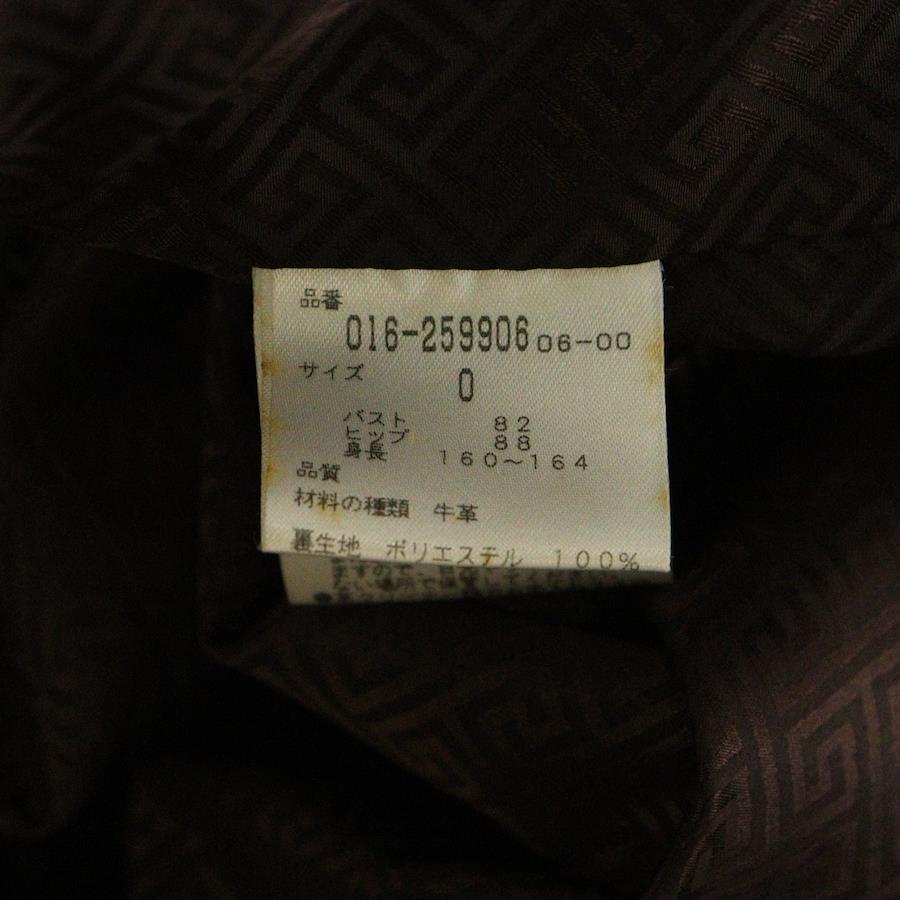 品番
016-259906 06-00
サイズ 0
バスト 82
ヒップ 88
身長 160〜164
品質
材料の種類 牛革
裏生地 ポリエステル 100%